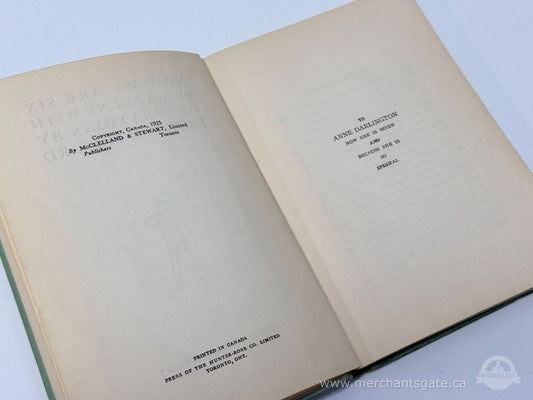 COPYRIGHT, CANADA, 1925
By McCLELLAND & STEWART, Limited
Publishers Toronto
PRINTED IN CANADA
PRESS OF THE HUNTER-ROSE CO. LIMITED
TORONTO, ONT.
TO
ANNE DARLINGTON
NOW SHE IS SEVEN
AND
BECAUSE SHE IS
SO
SPESHAL
www.merchantsgate.ca